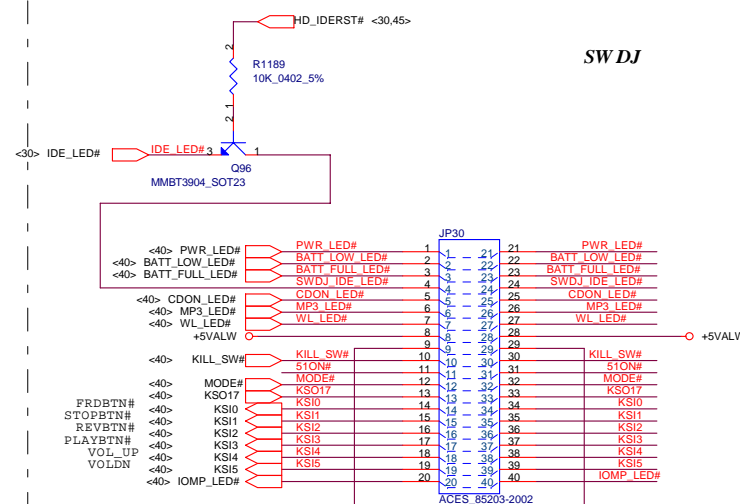 HD_IDERST# <30,45>
SW DJ
2
R1189
10K_0402_5%
1
2
<30> IDE_LED# IDE_LED# 3 1
Q96
MMBT3904_SOT23
JP30
<40> PWR_LED# PWR_LED# 1 1 21 21 PWR_LED#
<40> BATT_LOW_LED# BATT_LOW_LED# 2 2 22 22 BATT_LOW_LED#
<40> BATT_FULL_LED# BATT_FULL_LED# 3 3 23 23 BATT_FULL_LED#
SWDJ_IDE_LED# 4 4 24 24 SWDJ_IDE_LED#
<40> CDON_LED# CDON_LED# 5 5 25 25 CDON_LED#
<40> MP3_LED# MP3_LED# 6 6 26 26 MP3_LED#
<40> WL_LED# WL_LED# 7 7 27 27 WL_LED#
+5VALW 8 8 28 28 +5VALW
9 9 29 29
<40> KILL_SW# KILL_SW# 10 10 30 30 KILL_SW#
51ON# 11 11 31 31 51ON#
<40> MODE# MODE# 12 12 32 32 MODE#
<40> KSO17 KSO17 13 13 33 33 KSO17
FRDBTN# <40> KSI0 KSI0 14 14 34 34 KSI0
STOPBTN# <40> KSI1 KSI1 15 15 35 35 KSI1
REVBTN# <40> KSI2 KSI2 16 16 36 36 KSI2
PLAYBTN# <40> KSI3 KSI3 17 17 37 37 KSI3
VOL_UP <40> KSI4 KSI4 18 18 38 38 KSI4
VOLDN <40> KSI5 KSI5 19 19 39 39 KSI5
<40> IOMP_LED# 20 20 40 40 IOMP_LED#
ACES_85203-2002